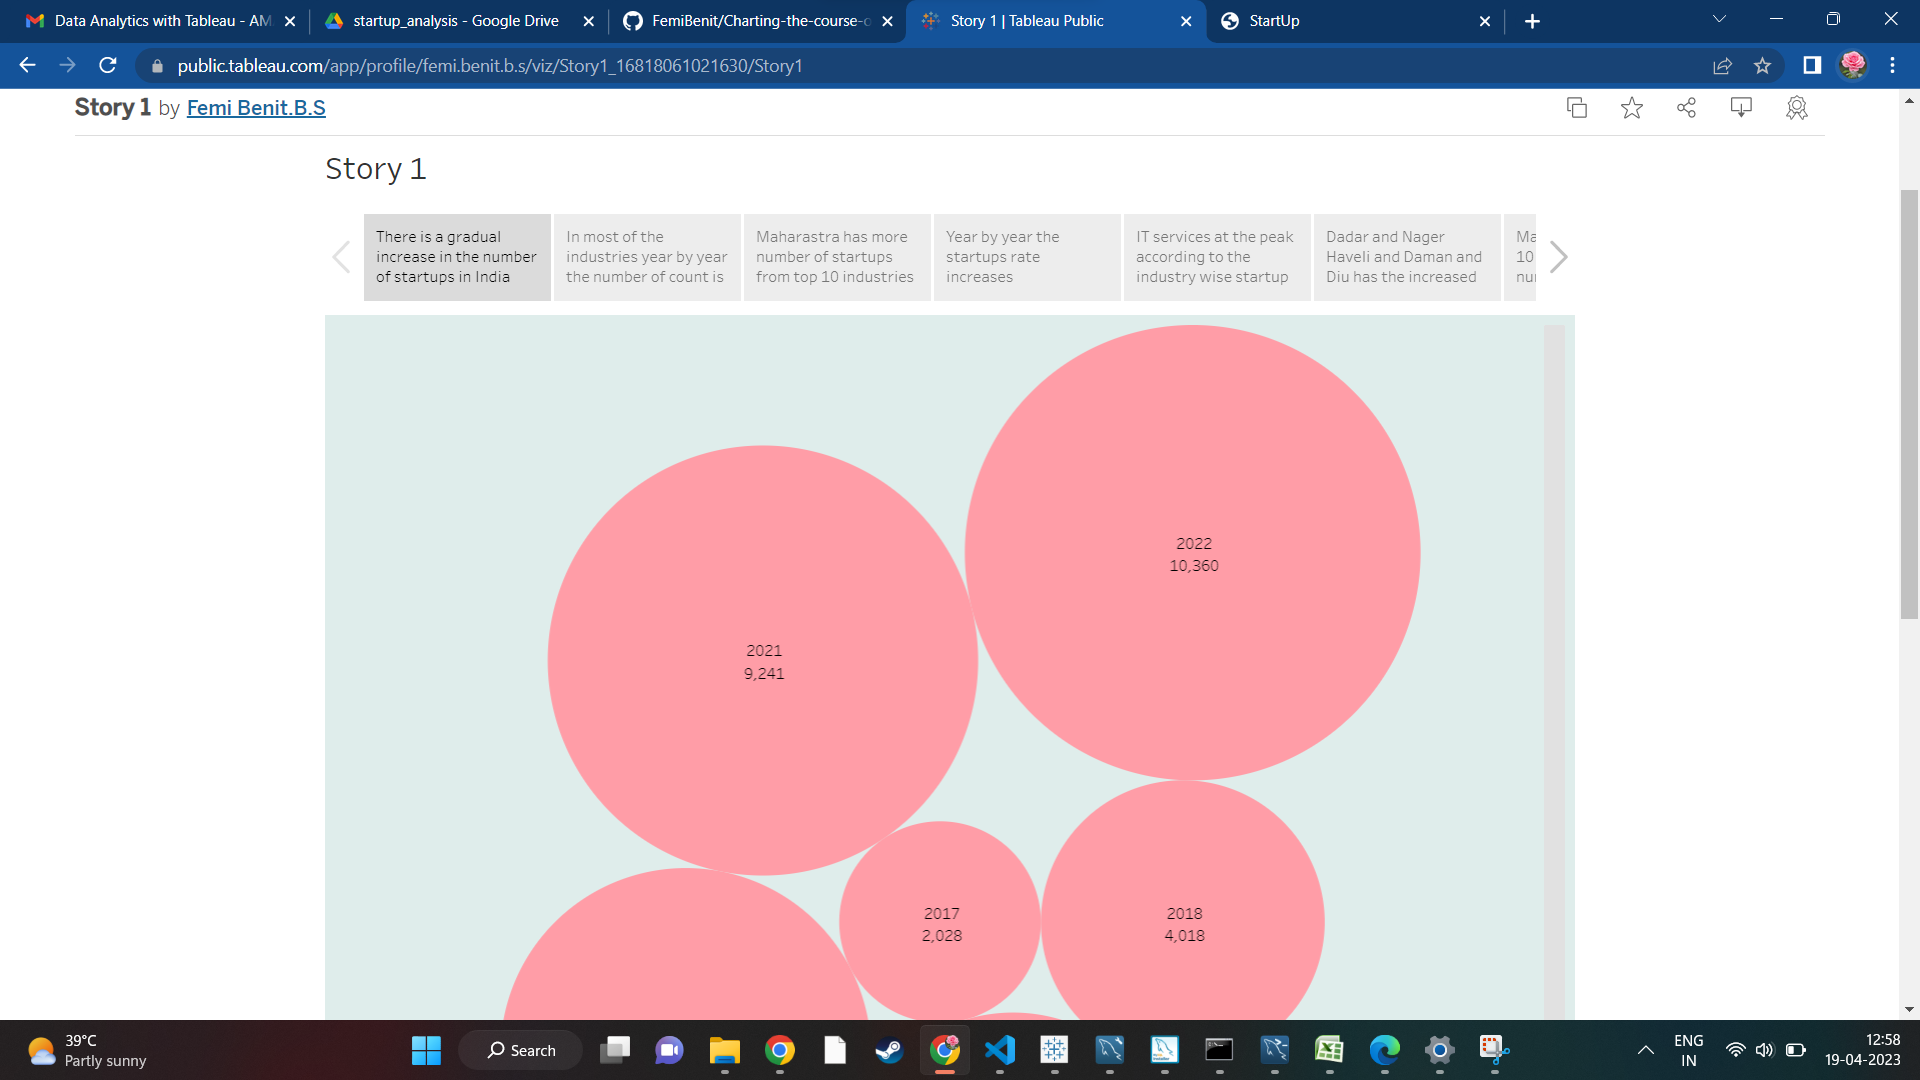 Data Analytics with Tableau - AM
startup_analysis - Google Drive
FemiBenit/Charting-the-course-o
Story 1 | Tableau Public
StartUp
public.tableau.com/app/profile/femi.benit.b.s/viz/Story1_16818061021630/Story1
Story 1 by Femi Benit.B.S
Story 1
There is a gradual
increase in the number
of startups in India
In most of the
industries year by year
the number of count is
Maharastra has more
number of startups
from top 10 industries
Year by year the
startups rate
increases
IT services at the peak
according to the
industry wise startup
Dadar and Nager
Haveli and Daman and
Diu has the increased
Ma
10
nu
2022
10,360
2021
9,241
2017
2,028
2018
4,018
39°C
Partly sunny
Search
ENG
IN
12:58
19-04-2023